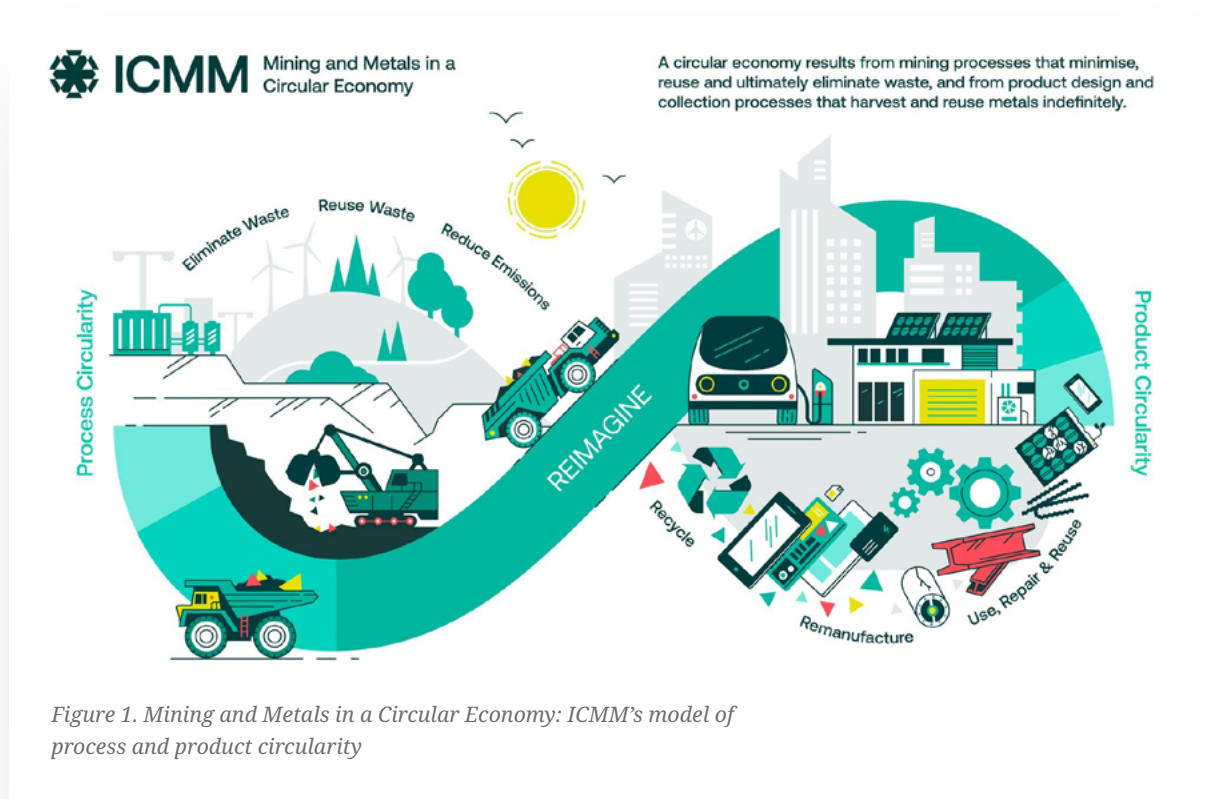 ICMM
Mining and Metals in a
Circular Economy
A circular economy results from mining processes that minimise,
reuse and ultimately eliminate waste, and from product design and
collection processes that harvest and reuse metals indefinitely.
Process Circularity
Eliminate Waste
Reuse Waste
Reduce Emissions
REIMAGINE
Product Circularity
Recycle
Remanufacture
Use, Repair & Reuse
Figure 1. Mining and Metals in a Circular Economy: ICMM’s model of
process and product circularity